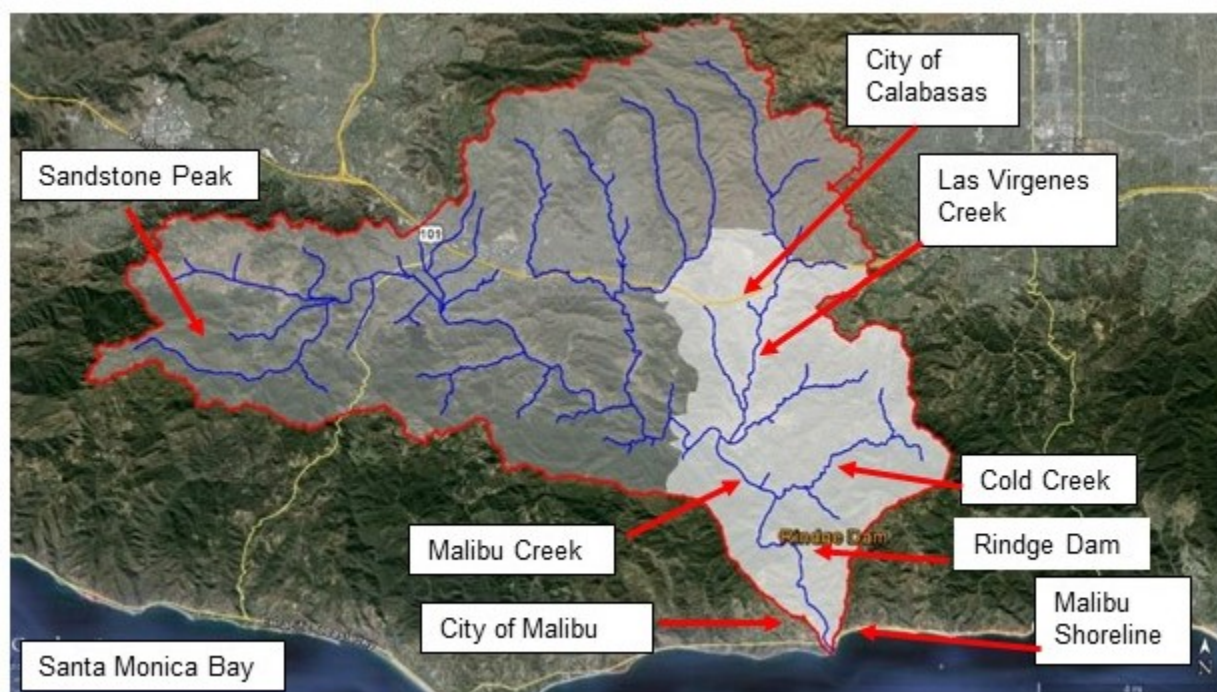 City of
Calabasas
Sandstone Peak
Las Virgenes
Creek
101
Cold Creek
Malibu Creek
Rindge Dam
Rindge Dam
City of Malibu
Malibu
Shoreline
Santa Monica Bay
N